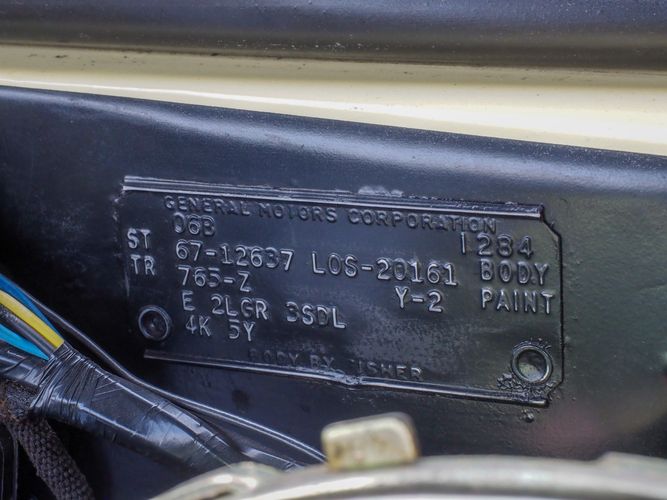 GENERAL MOTORS CORPORATION
06B 1284
ST 67-12637 LOS-20161 BODY
TR 765-Z Y-2 PAINT
E 2LGR 3SDL
4K 5Y
BODY BY ISHER